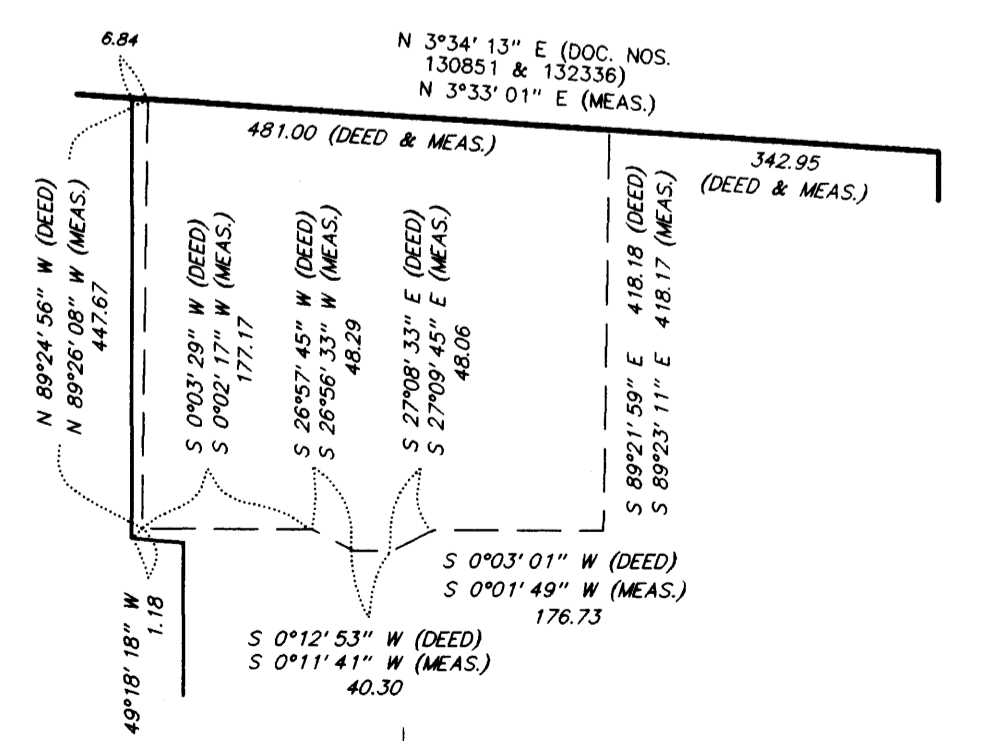 6.84
N 3°34' 13" E (DOC. NOS.
130851 & 132336)
N 3°33' 01" E (MEAS.)
481.00 (DEED & MEAS.)
342.95
(DEED & MEAS.)
N 89°24' 56" W (DEED)
N 89°26' 08" W (MEAS.)
447.67
S 0°03' 29" W (DEED)
S 0°02' 17" W (MEAS.)
177.17
S 26°57' 45" W (DEED)
S 26°56' 33" W (MEAS.)
48.29
S 27°08' 33" E (DEED)
S 27°09' 45" E (MEAS.)
48.06
S 89°21' 59" E 418.18 (DEED)
S 89°23' 11" E 418.17 (MEAS.)
S 0°03' 01" W (DEED)
S 0°01' 49" W (MEAS.)
176.73
S 0°12' 53" W (DEED)
S 0°11' 41" W (MEAS.)
40.30
49°18' 18" W
1.18